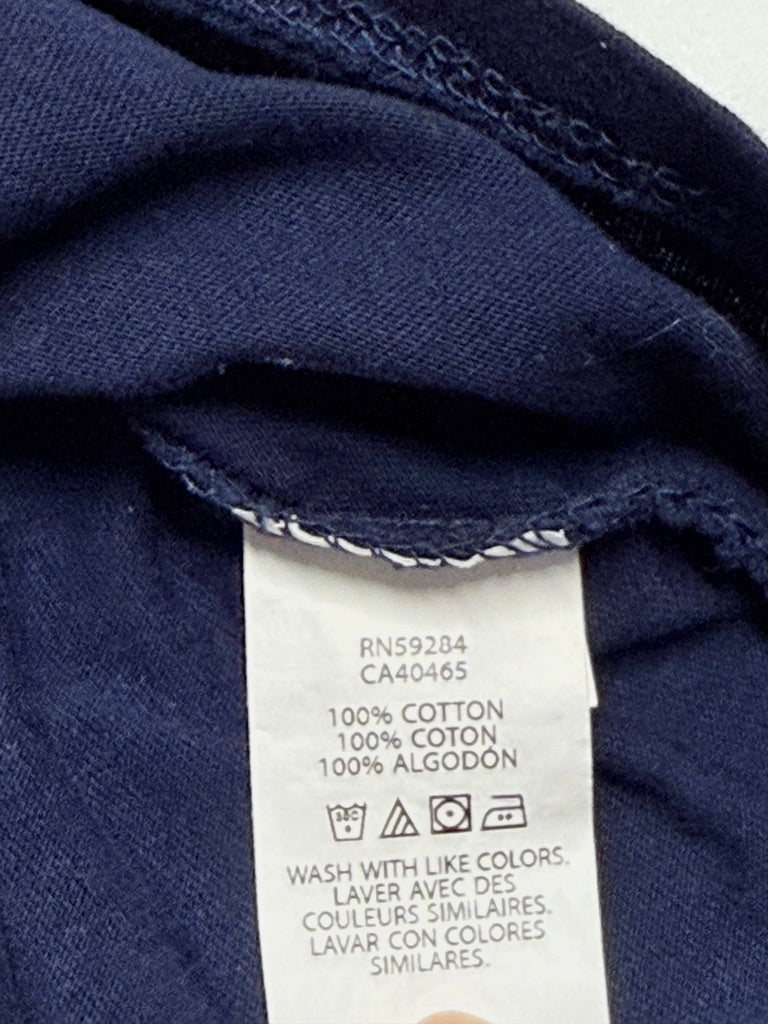 RN59284
CA40465
100% COTTON
100% COTON
100% ALGODÓN
30C
WASH WITH LIKE COLORS.
LAVER AVEC DES
COULEURS SIMILAIRES.
LAVAR CON COLORES
SIMILARES.